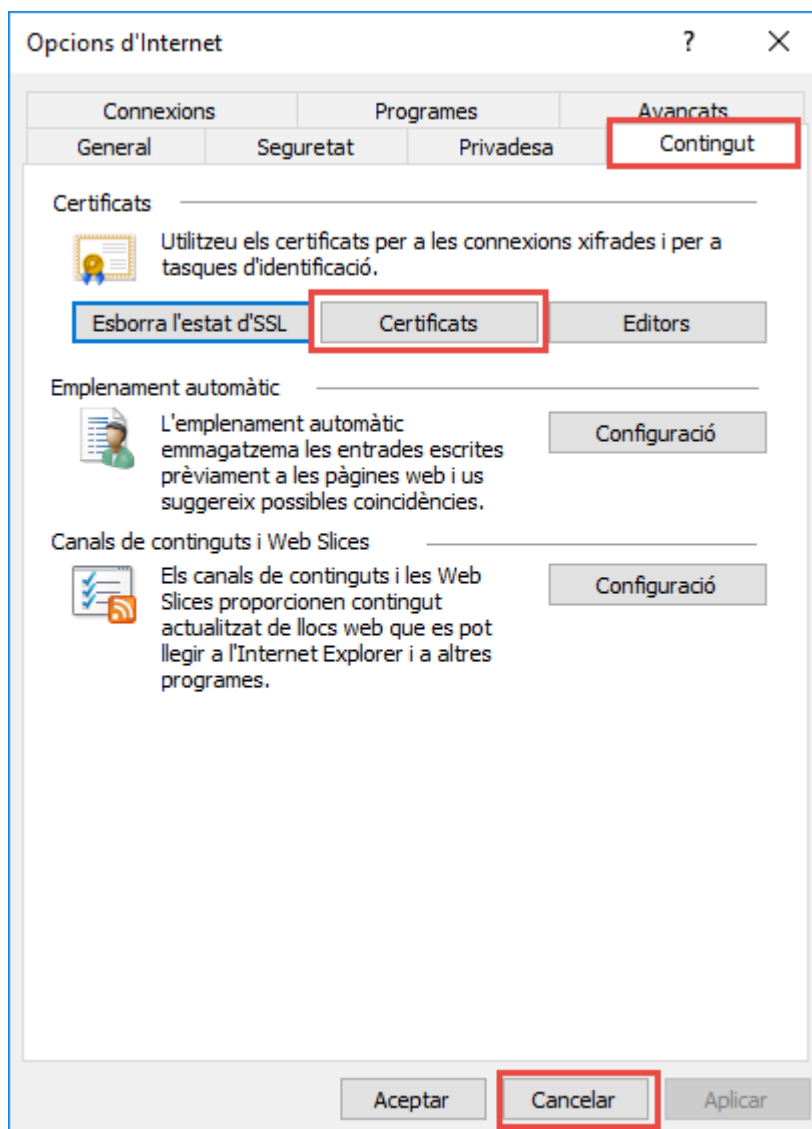 Opcions d'Internet ?
Connexions Programes Avançats
General Seguretat Privadesa Contingut
Certificats
Utilitzeu els certificats per a les connexions xifrades i per a
tasques d'identificació.
Esborra l'estat d'SSL Certificats Editors
Emplenament automàtic
L'emplenament automàtic
emmagatzema les entrades escrites
prèviament a les pàgines web i us
suggereix possibles coincidències.
Configuració
Canals de continguts i Web Slices
Els canals de continguts i les Web
Slices proporcionen contingut
actualitzat de llocs web que es pot
llegir a l'Internet Explorer i a altres
programes.
Configuració
Aceptar Cancelar Aplicar